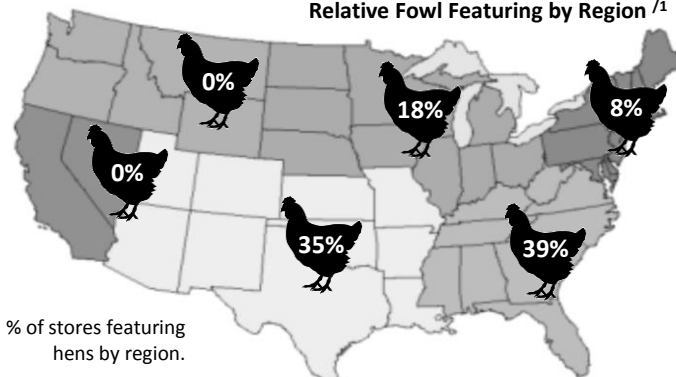 Relative Fowl Featuring by Region /1
0%
18%
8%
0%
35%
39%
% of stores featuring
hens by region.